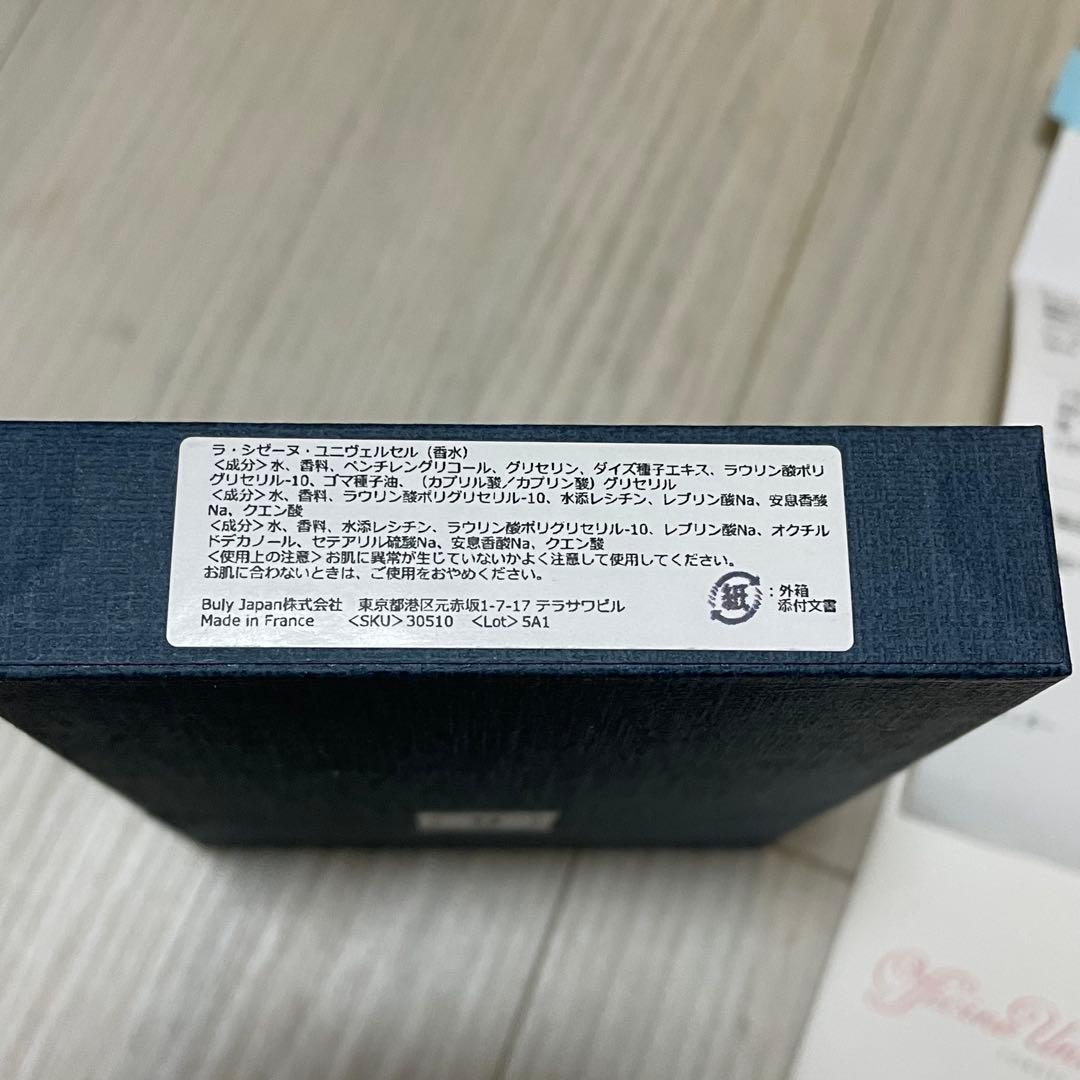 ラ・シゼーヌ・ユニヴェルセル（香水）
＜成分＞水、香料、ペンチレングリコール、グリセリン、ダイズ種子エキス、ラウリン酸ポリ
グリセリル-10、ゴマ種子油、（カプリル酸／カプリン酸）グリセリル
＜成分＞水、香料、ラウリン酸ポリグリセリル-10、水添レシチン、レブリン酸Na、安息香酸
Na、クエン酸
＜成分＞水、香料、水添レシチン、ラウリン酸ポリグリセリル-10、レブリン酸Na、オクチル
ドデカノール、セテアリル硫酸Na、安息香酸Na、クエン酸
＜使用上の注意＞お肌に異常が生じていないかよく注意して使用してください。
お肌に合わないときは、ご使用をおやめください。
紙：外箱
添付文書
Buly Japan株式会社　東京都港区元赤坂1-7-17 テラサワビル
Made in France　＜SKU＞30510　＜Lot＞5A1